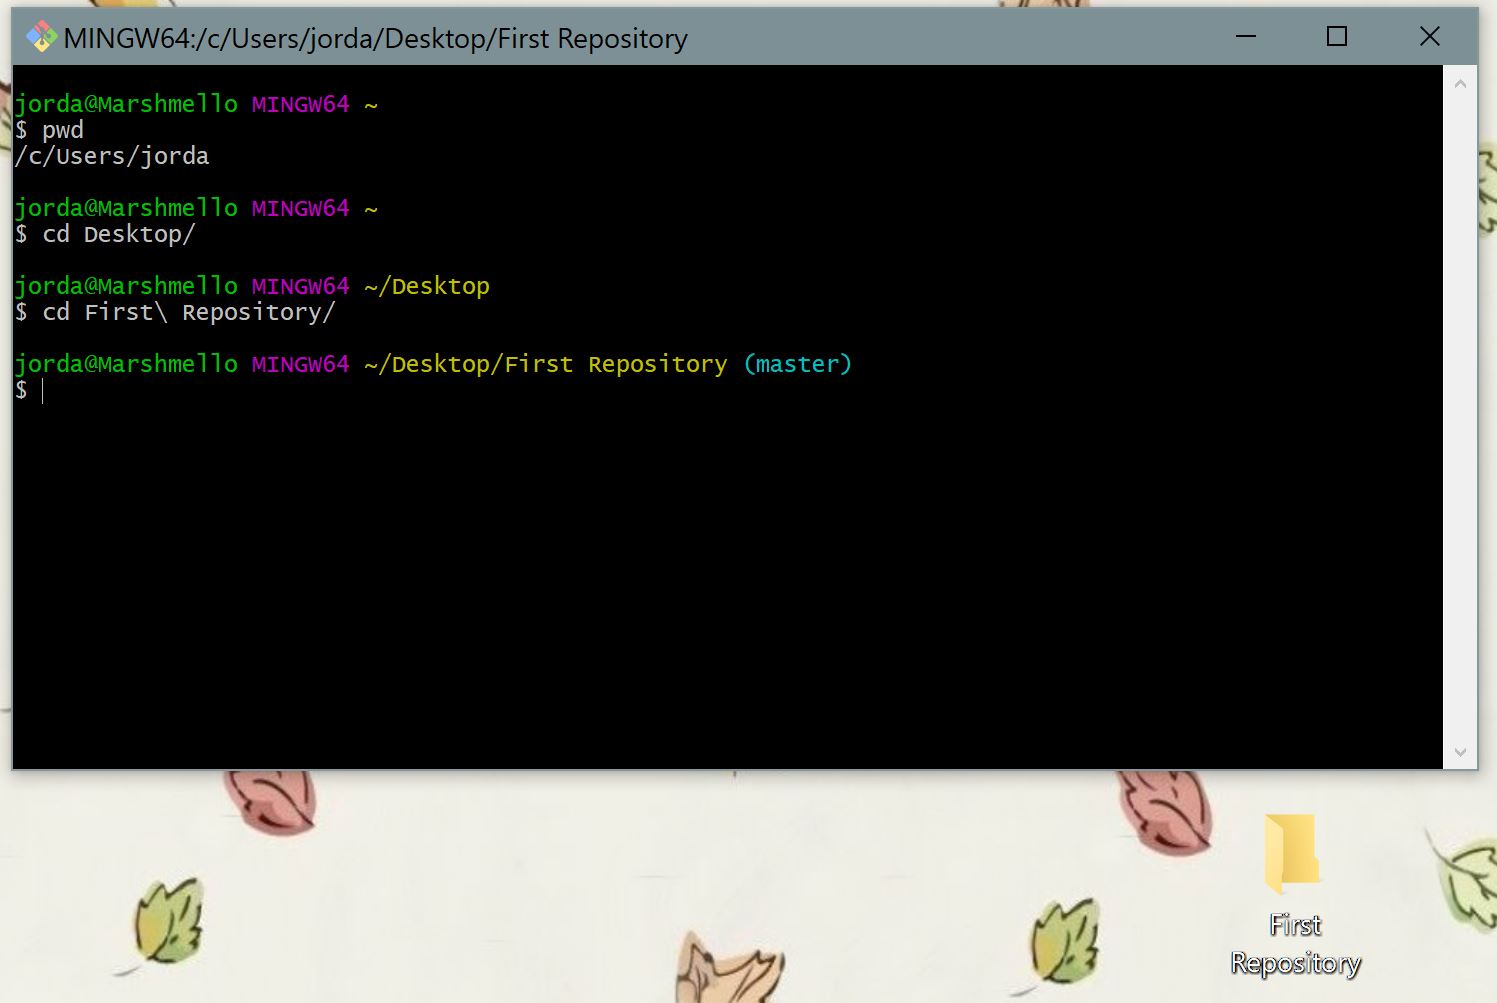 MINGW64:/c/Users/jorda/Desktop/First Repository
jorda@Marshmello MINGW64 ~
$ pwd
/c/Users/jorda
jorda@Marshmello MINGW64 ~
$ cd Desktop/
jorda@Marshmello MINGW64 ~/Desktop
$ cd First\ Repository/
jorda@Marshmello MINGW64 ~/Desktop/First Repository (master)
$
First
Repository